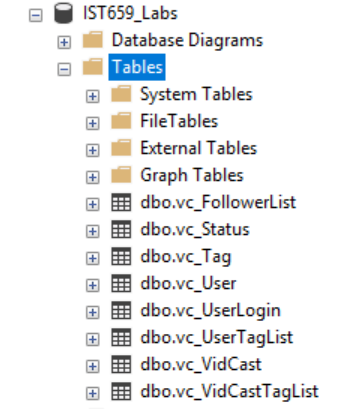 IST659_Labs
Database Diagrams
Tables
System Tables
FileTables
External Tables
Graph Tables
dbo.vc_FollowerList
dbo.vc_Status
dbo.vc_Tag
dbo.vc_User
dbo.vc_UserLogin
dbo.vc_UserTagList
dbo.vc_VidCast
dbo.vc_VidCastTagList